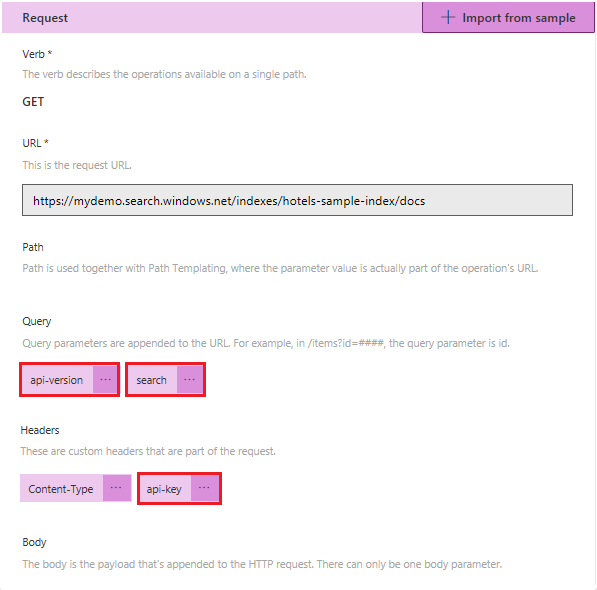 Request
+ Import from sample
Verb *
The verb describes the operations available on a single path.
GET
URL *
This is the request URL.
https://mydemo.search.windows.net/indexes/hotels-sample-index/docs
Path
Path is used together with Path Templating, where the parameter value is actually part of the operation's URL.
Query
Query parameters are appended to the URL. For example, in /items?id=####, the query parameter is id.
api-version ... search ...
Headers
These are custom headers that are part of the request.
Content-Type ... api-key ...
Body
The body is the payload that's appended to the HTTP request. There can only be one body parameter.